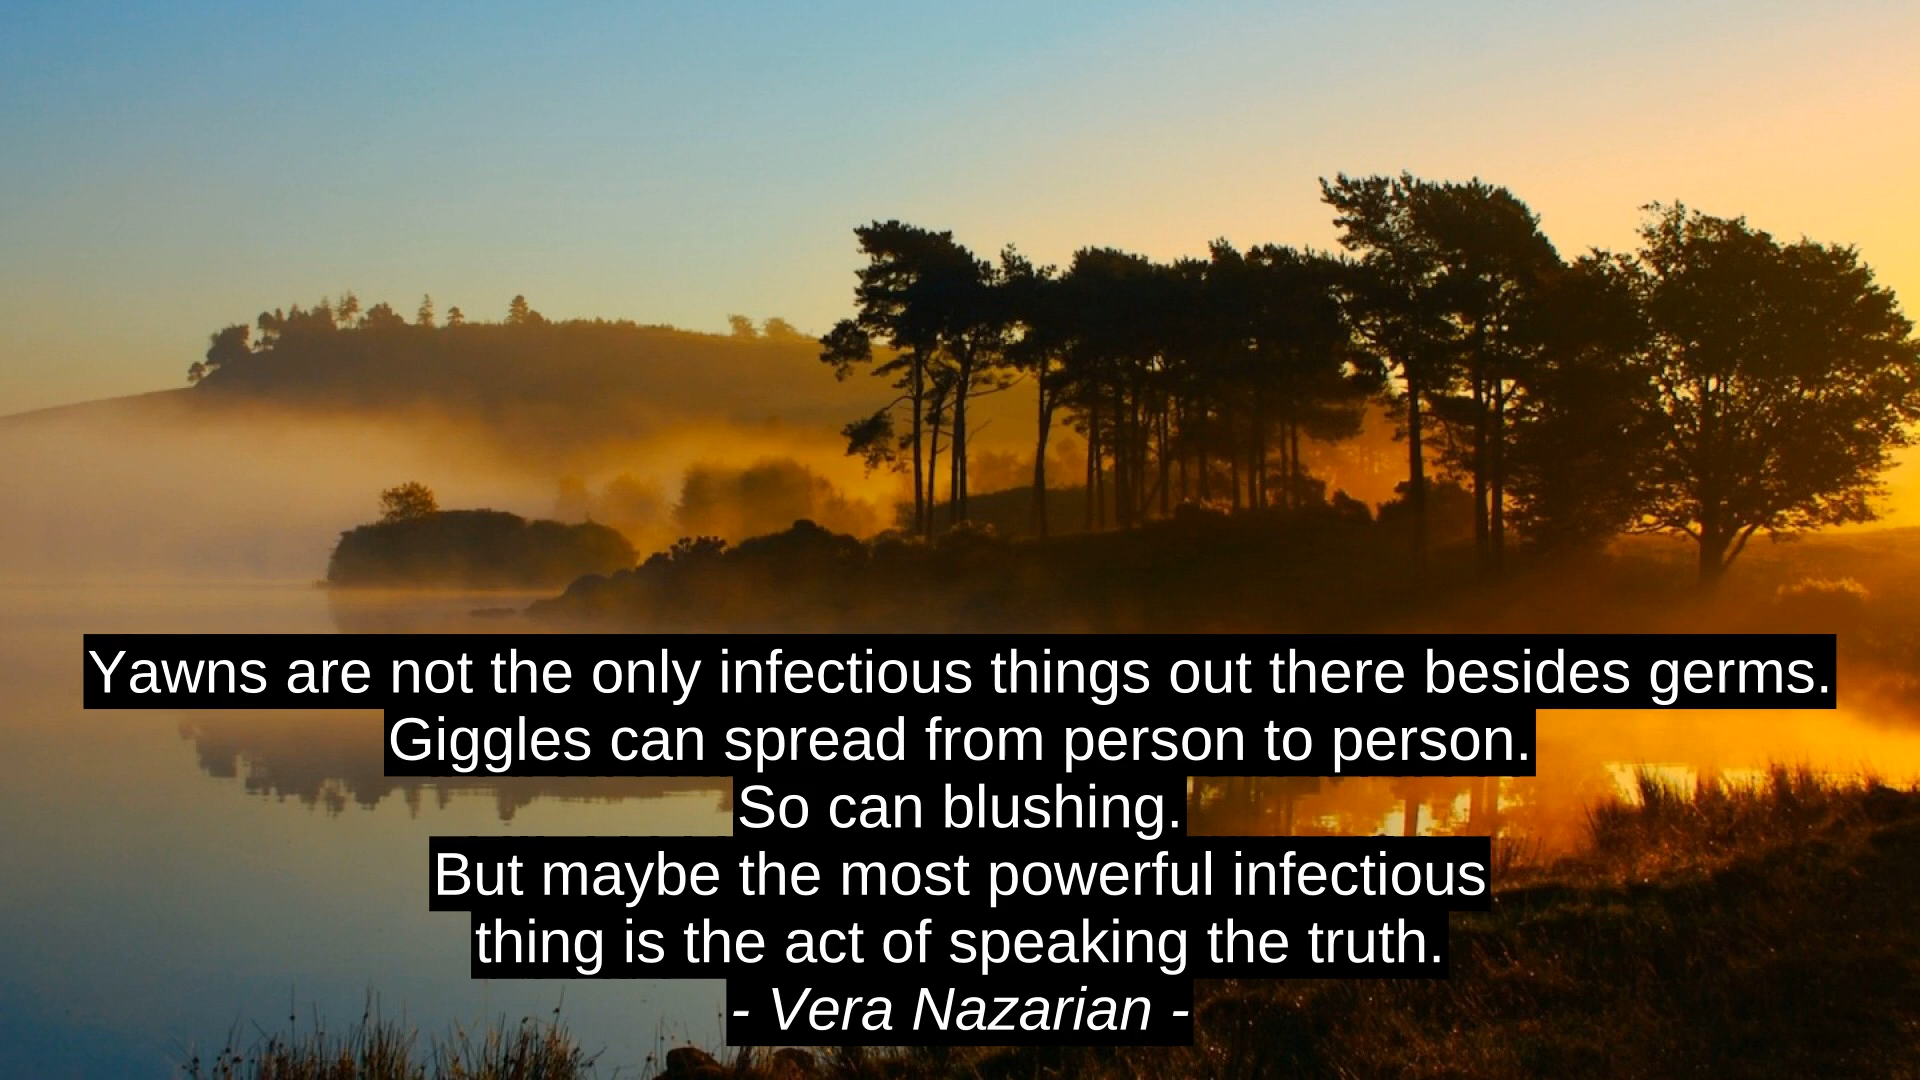 Yawns are not the only infectious things out there besides germs.
Giggles can spread from person to person.
So can blushing.
But maybe the most powerful infectious
thing is the act of speaking the truth.
- Vera Nazarian -